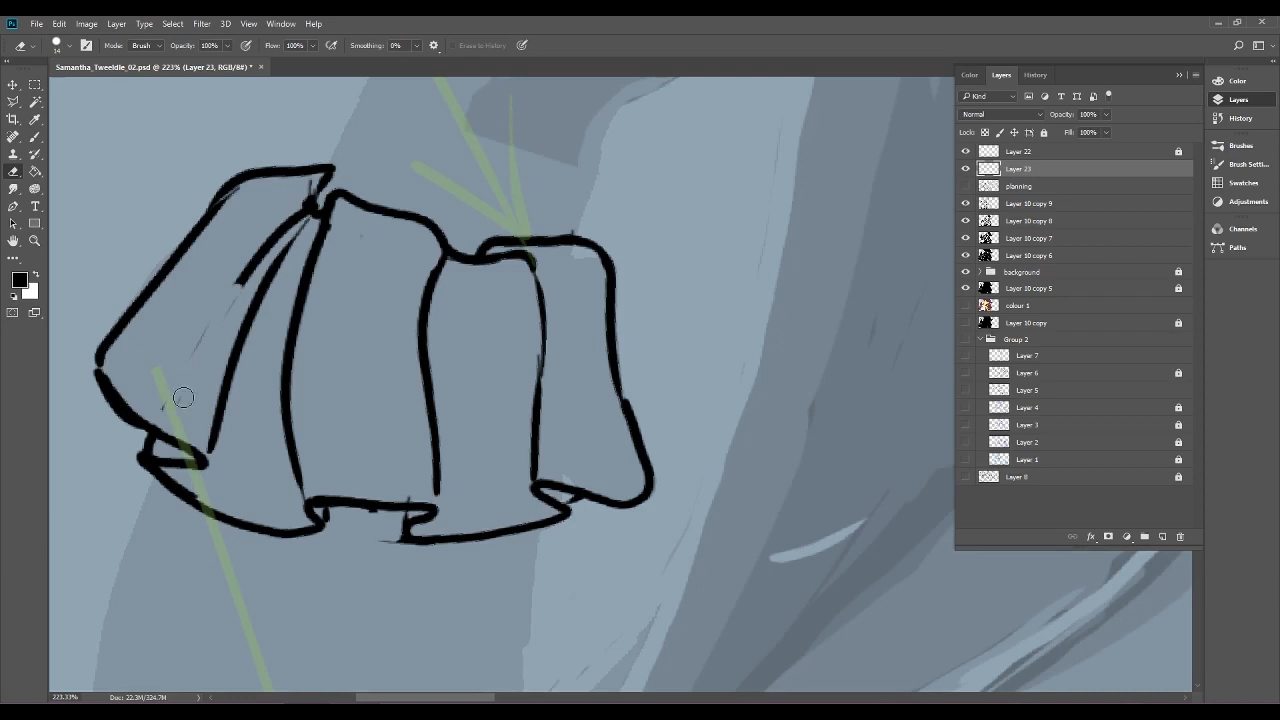 Ps File Edit Image Layer Type Select Filter 3D View Window Help
14 Mode: Brush Opacity: 100% Flow: 100% Smoothing: 0% Erase to History
Samantha_Tweeldle_02.psd @ 223% (Layer 23, RGB/8#) * ×
Color Layers History
Kind
Normal Opacity: 100%
Lock: Fill: 100%
Layer 22
Layer 23
planning
Layer 10 copy 9
Layer 10 copy 8
Layer 10 copy 7
Layer 10 copy 6
background
Layer 10 copy 5
colour 1
Layer 10 copy
Group 2
Layer 7
Layer 6
Layer 5
Layer 4
Layer 3
Layer 2
Layer 1
Layer 8
Color
Layers
History
Brushes
Brush Setti...
Swatches
Adjustments
Channels
Paths
223.33% Doc: 22.3M/324.7M